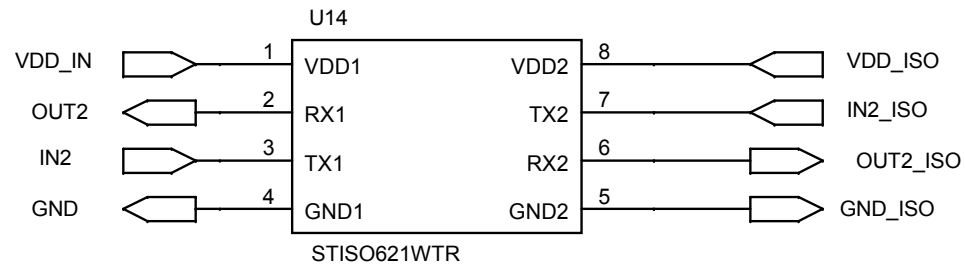 U14
VDD_IN 1 VDD1 VDD2 8 VDD_ISO
OUT2 2 RX1 TX2 7 IN2_ISO
IN2 3 TX1 RX2 6 OUT2_ISO
GND 4 GND1 GND2 5 GND_ISO
STISO621WTR